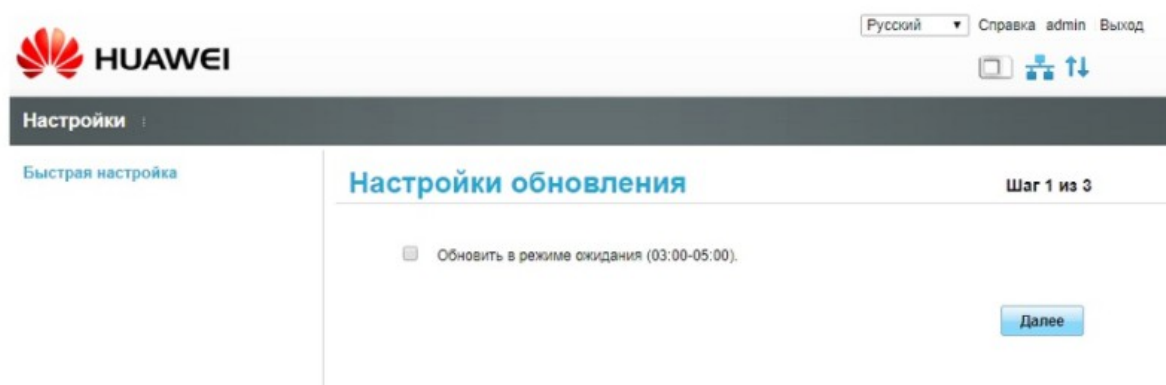 Русский Справка admin Выход
HUAWEI
Настройки
Быстрая настройка
Настройки обновления Шаг 1 из 3
Обновить в режиме ожидания (03:00-05:00).
Далее